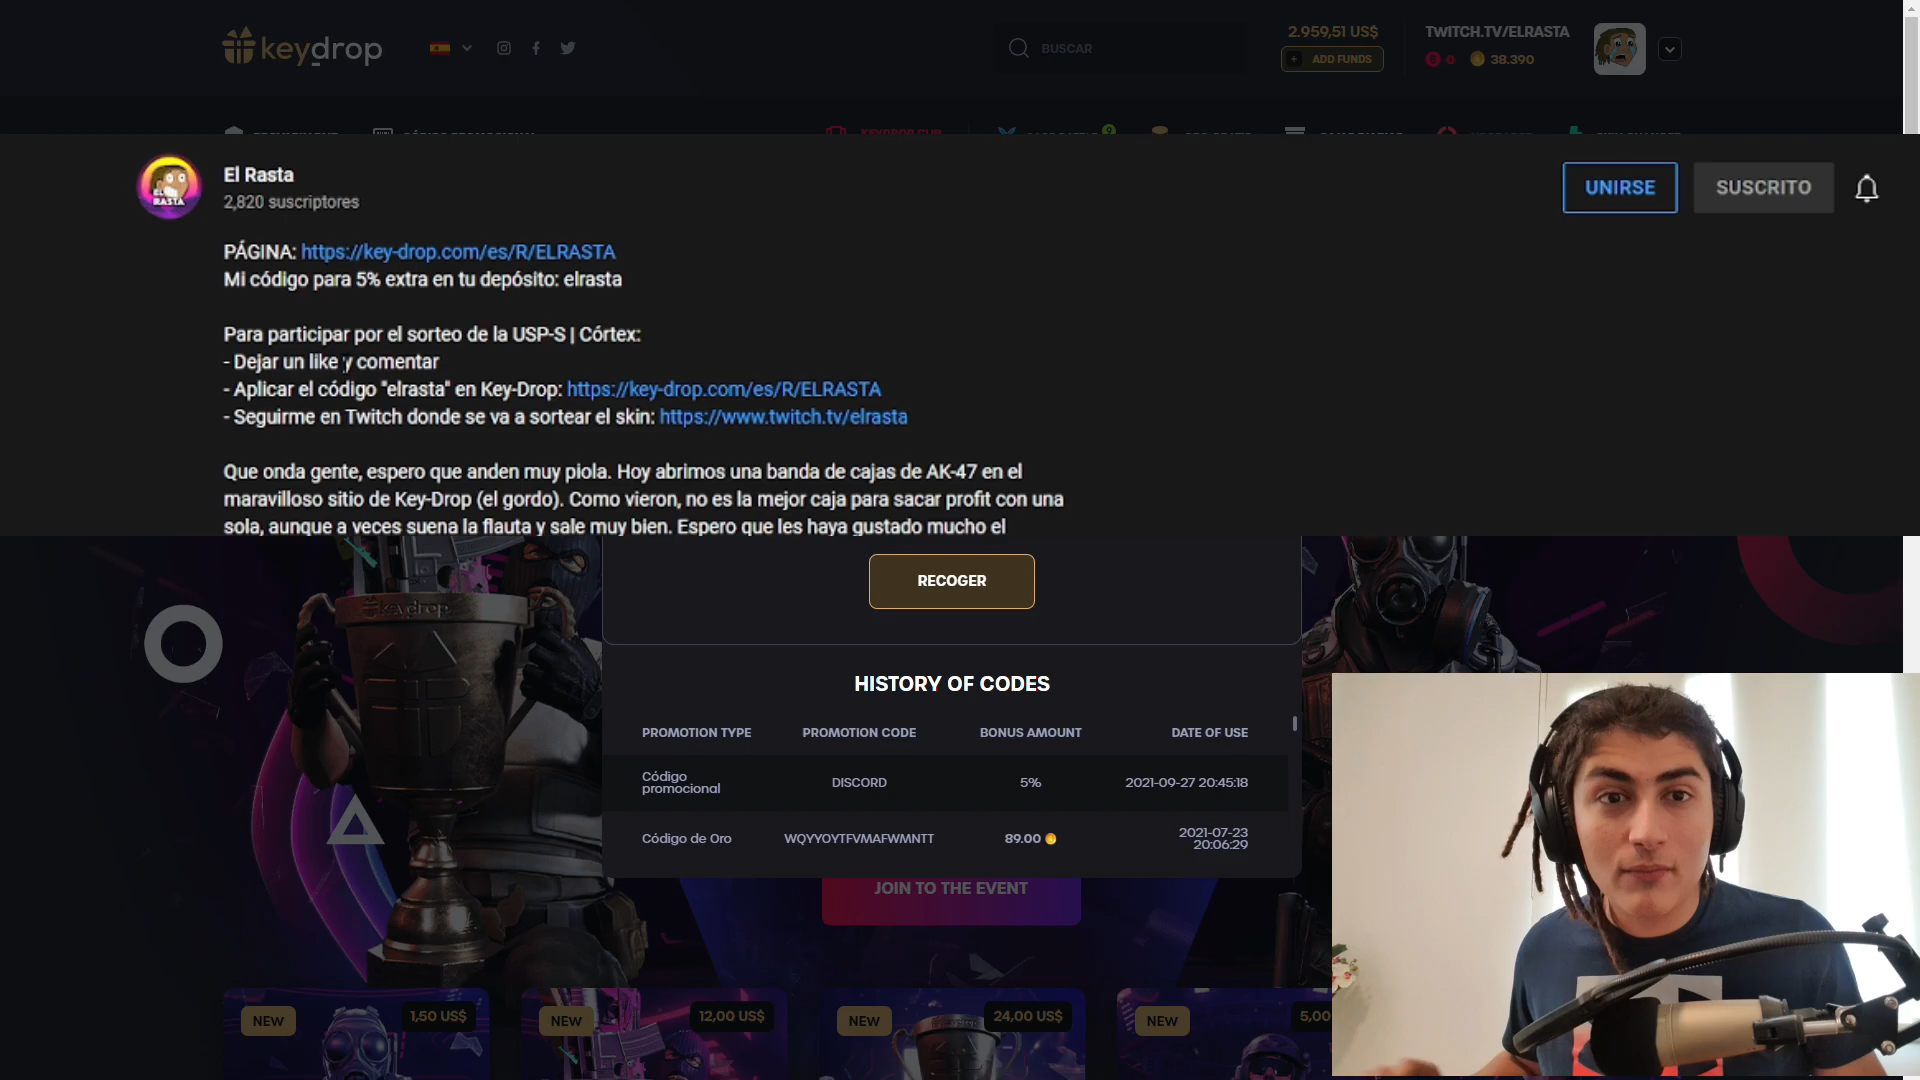 keydrop
BUSCAR
2.959,51 US$
+ ADD FUNDS
TWITCH.TV/ELRASTA
0
38.390
El Rasta
2,820 suscriptores
EL RASTA
UNIRSE
SUSCRITO
PÁGINA: https://key-drop.com/es/R/ELRASTA
Mi código para 5% extra en tu depósito: elrasta
Para participar por el sorteo de la USP-S | Córtex:
- Dejar un like y comentar
- Aplicar el código "elrasta" en Key-Drop: https://key-drop.com/es/R/ELRASTA
- Seguirme en Twitch donde se va a sortear el skin: https://www.twitch.tv/elrasta
Que onda gente, espero que anden muy piola. Hoy abrimos una banda de cajas de AK-47 en el
maravilloso sitio de Key-Drop (el gordo). Como vieron, no es la mejor caja para sacar profit con una
sola, aunque a veces suena la flauta y sale muy bien. Espero que les haya gustado mucho el
RECOGER
keydrop
HISTORY OF CODES
PROMOTION TYPE PROMOTION CODE BONUS AMOUNT DATE OF USE
Código promocional DISCORD 5% 2021-09-27 20:45:18
Código de Oro WQYYOYTFVMAFWMNTT 89.00 2021-07-23 20:06:29
JOIN TO THE EVENT
NEW 1,50 US$
NEW 12,00 US$
NEW 24,00 US$
NEW 5,00